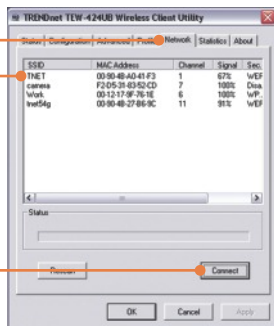 TRENDnet TEW-424UB Wireless Client Utility
Status Configuration Advanced Profile Network Statistics About
SSID MAC Address Channel Signal Sec.
TNET 00-90-4B-A0-41-F3 1 67% WEF
camera F2-D5-31-83-52-CD 7 100% Disa
Work 00-12-17-9F-76-1E 6 100% WP..
tnet54g 00-90-4B-27-B6-9C 11 91% WEF
Status
Rescan Connect
OK Cancel Apply